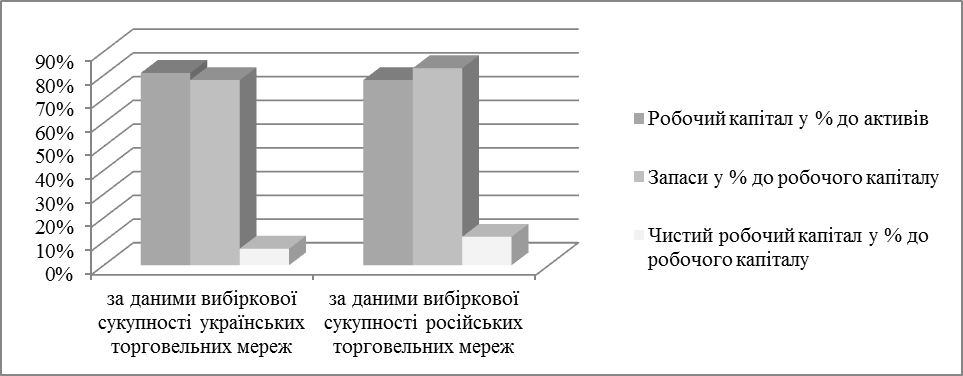 90%
80%
70%
60%
50%
40%
30%
20%
10%
0%
за даними вибіркової
сукупності українських
торговельних мереж
за даними вибіркової
сукупності російських
торговельних мереж
Робочий капітал у % до активів
Запаси у % до робочого капіталу
Чистий робочий капітал у % до
робочого капіталу